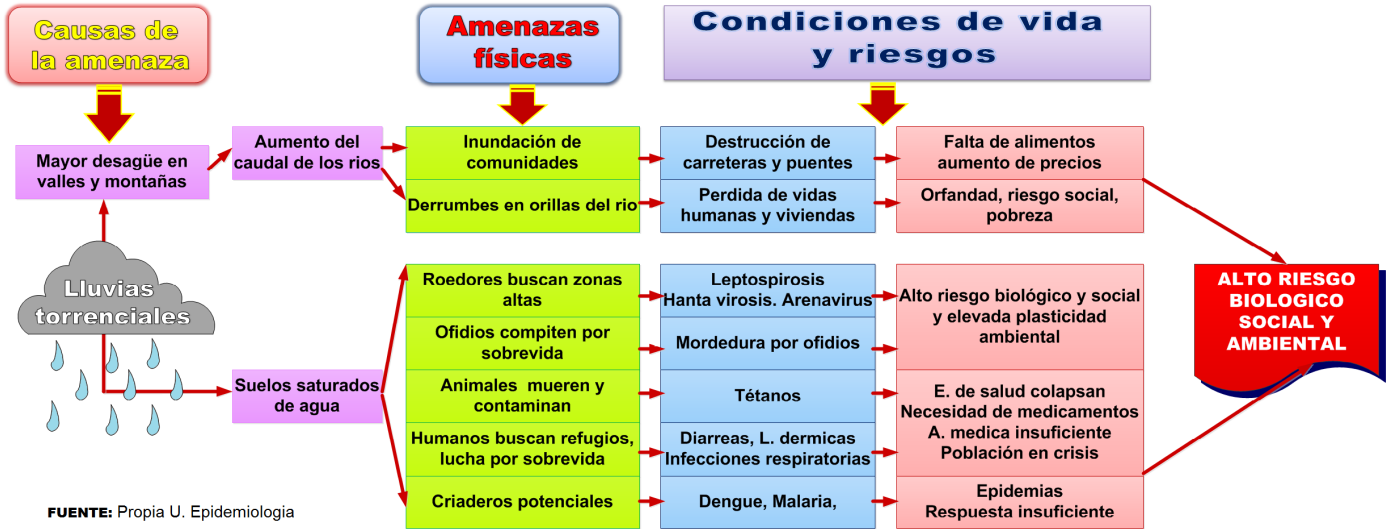 Causas de
la amenaza
Amenazas
físicas
Condiciones de vida
y riesgos
Mayor desagüe en
valles y montañas
Aumento del
caudal de los rios
Inundación de
comunidades
Destrucción de
carreteras y puentes
Falta de alimentos
aumento de precios
Derrumbes en orillas del rio
Perdida de vidas
humanas y viviendas
Orfandad, riesgo social,
pobreza
Lluvias
torrenciales
Suelos saturados
de agua
Roedores buscan zonas
altas
Leptospirosis
Hanta virosis. Arenavirus
Alto riesgo biológico y social
y elevada plasticidad
ambiental
Ofidios compiten por
sobrevida
Mordedura por ofidios
Animales mueren y
contaminan
Tétanos
E. de salud colapsan
Necesidad de medicamentos
A. medica insuficiente
Población en crisis
Humanos buscan refugios,
lucha por sobrevida
Diarreas, L. dermicas
Infecciones respiratorias
Criaderos potenciales
Dengue, Malaria,
Epidemias
Respuesta insuficiente
ALTO RIESGO
BIOLOGICO
SOCIAL Y
AMBIENTAL
FUENTE: Propia U. Epidemiologia